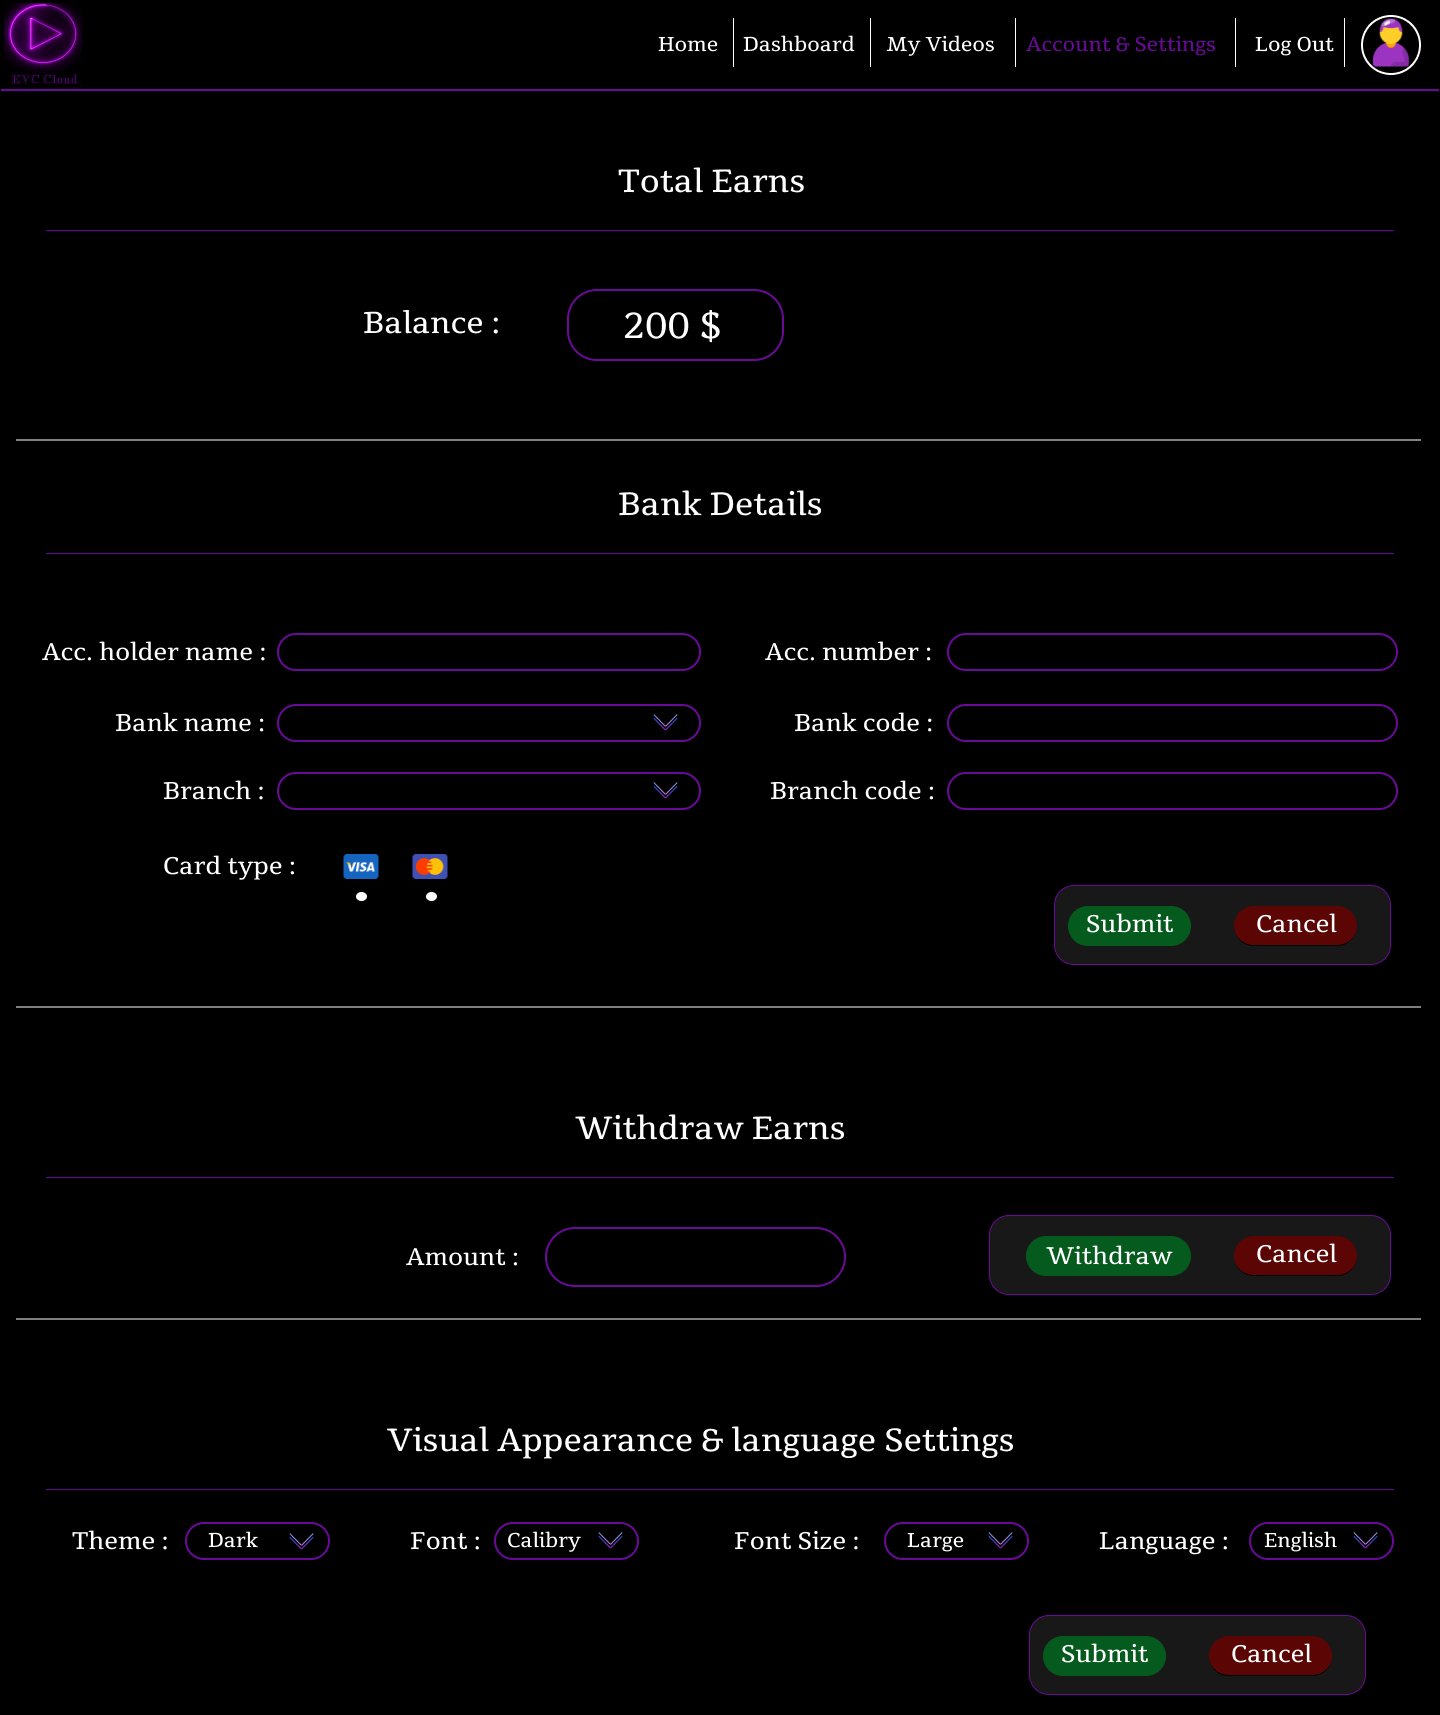 EVC Cloud
Home Dashboard My Videos Account & Settings Log Out
Total Earns
Balance : 200 $
Bank Details
Acc. holder name : Acc. number :
Bank name : Bank code :
Branch : Branch code :
Card type : VISA
Submit Cancel
Withdraw Earns
Amount : Withdraw Cancel
Visual Appearance & language Settings
Theme : Dark Font : Calibry Font Size : Large Language : English
Submit Cancel